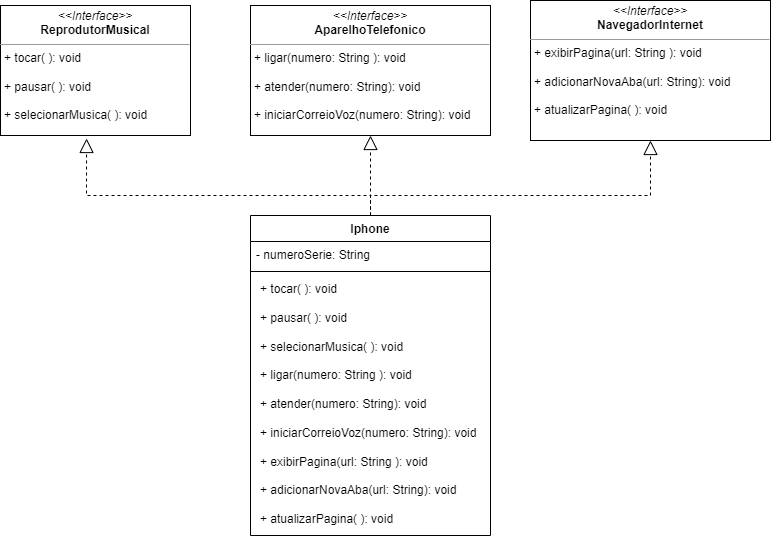 <<Interface>>
ReprodutorMusical
+ tocar( ): void
+ pausar( ): void
+ selecionarMusica( ): void
<<Interface>>
AparelhoTelefonico
+ ligar(numero: String ): void
+ atender(numero: String): void
+ iniciarCorreioVoz(numero: String): void
<<Interface>>
NavegadorInternet
+ exibirPagina(url: String ): void
+ adicionarNovaAba(url: String): void
+ atualizarPagina( ): void
Iphone
- numeroSerie: String
+ tocar( ): void
+ pausar( ): void
+ selecionarMusica( ): void
+ ligar(numero: String ): void
+ atender(numero: String): void
+ iniciarCorreioVoz(numero: String): void
+ exibirPagina(url: String ): void
+ adicionarNovaAba(url: String): void
+ atualizarPagina( ): void